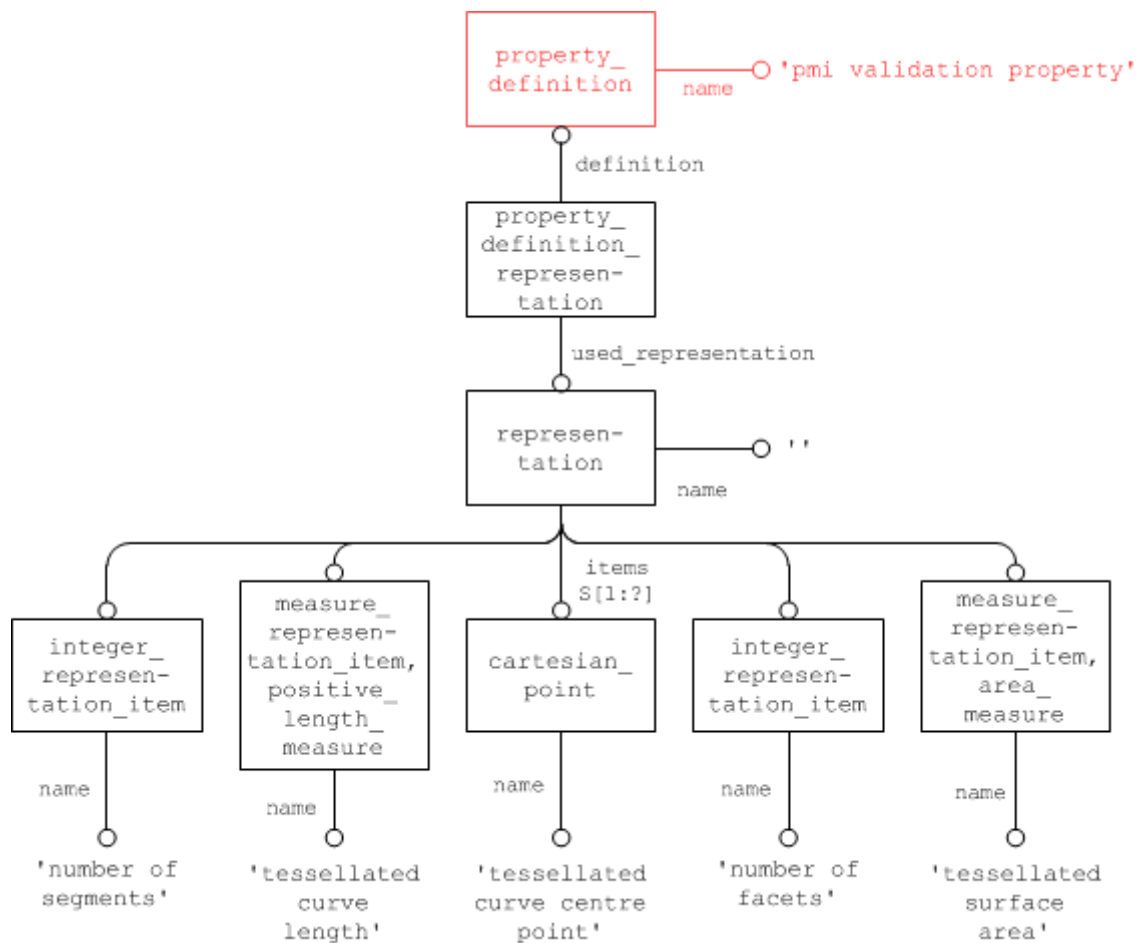 property_
definition
'pmi validation property'
name
definition
property_
definition_
represen-
tation
used_representation
represen-
tation
''
name
items
S[1:?]
integer_
represen-
tation_item
measure_
represen-
tation_item,
positive_
length_
measure
cartesian_
point
integer_
represen-
tation_item
measure_
represen-
tation_item,
area_
measure
name
name
name
name
name
'number of
segments'
'tessellated
curve
length'
'tessellated
curve centre
point'
'number of
facets'
'tessellated
surface
area'